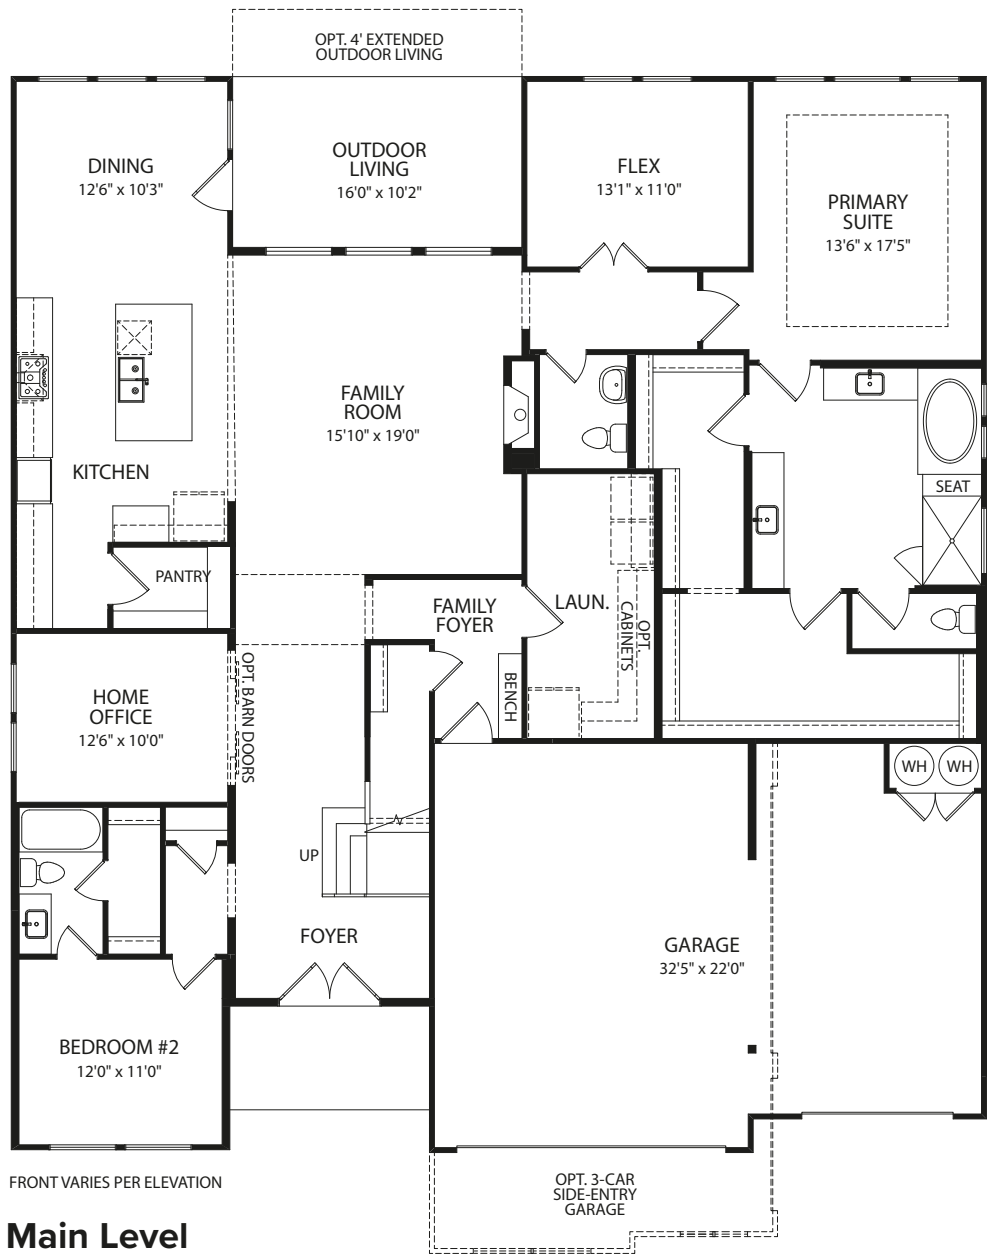 OPT. 4' EXTENDED
OUTDOOR LIVING
DINING
12'6" x 10'3"
OUTDOOR
LIVING
16'0" x 10'2"
FLEX
13'1" x 11'0"
PRIMARY
SUITE
13'6" x 17'5"
FAMILY
ROOM
15'10" x 19'0"
KITCHEN
SEAT
PANTRY
FAMILY
FOYER
LAUN.
OPT.
CABINETS
BENCH
HOME
OFFICE
12'6" x 10'0"
OPT. BARN DOORS
WH
WH
UP
FOYER
GARAGE
32'5" x 22'0"
BEDROOM #2
12'0" x 11'0"
FRONT VARIES PER ELEVATION
OPT. 3-CAR
SIDE-ENTRY
GARAGE
Main Level